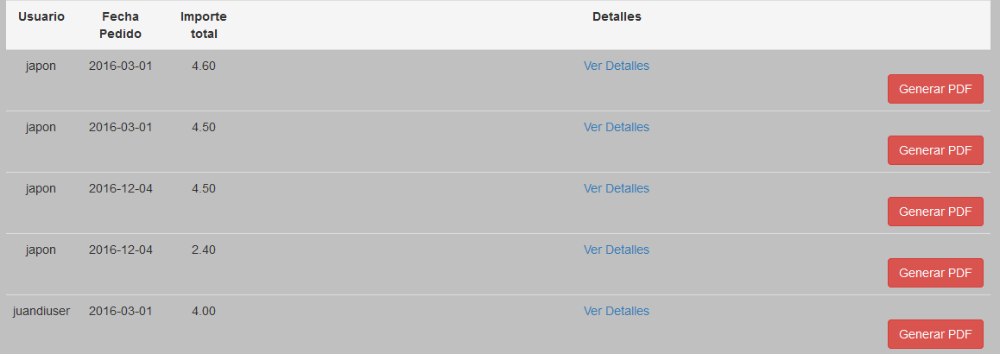 Usuario Fecha Pedido Importe total Detalles
japon 2016-03-01 4.60 Ver Detalles
Generar PDF
japon 2016-03-01 4.50 Ver Detalles
Generar PDF
japon 2016-12-04 4.50 Ver Detalles
Generar PDF
japon 2016-12-04 2.40 Ver Detalles
Generar PDF
juandiuser 2016-03-01 4.00 Ver Detalles
Generar PDF